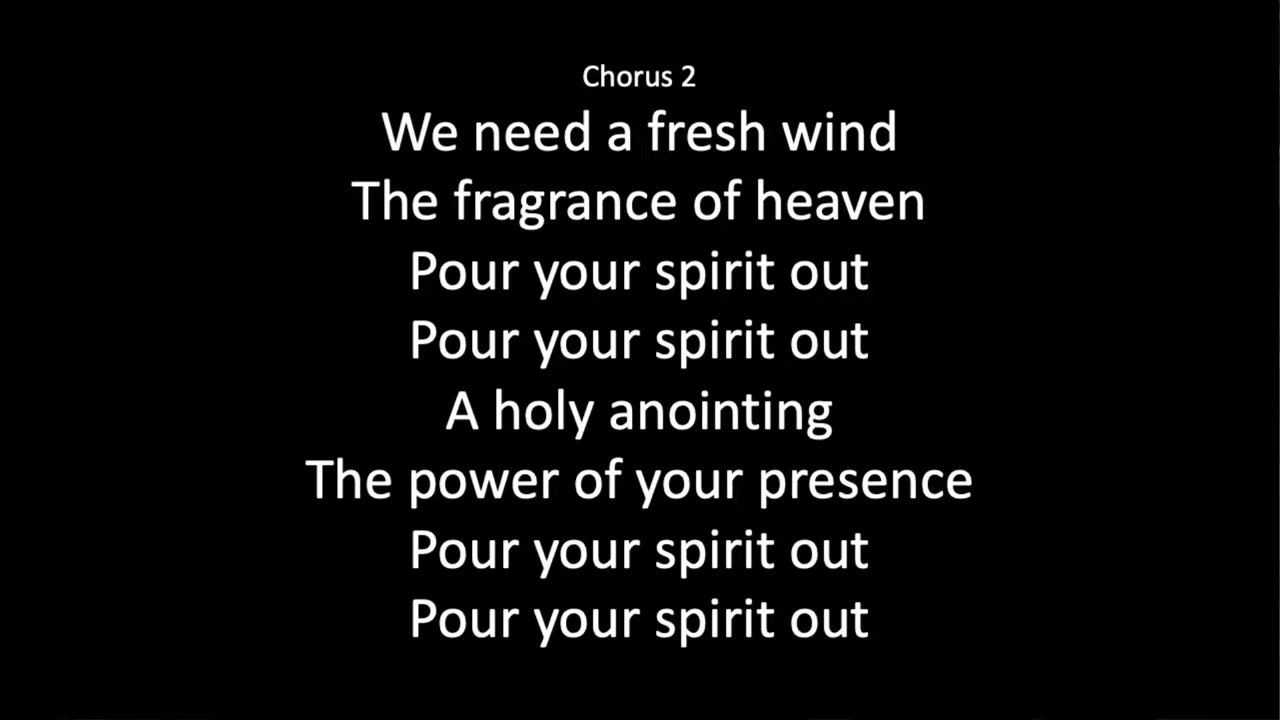 Chorus 2
We need a fresh wind
The fragrance of heaven
Pour your spirit out
Pour your spirit out
A holy anointing
The power of your presence
Pour your spirit out
Pour your spirit out